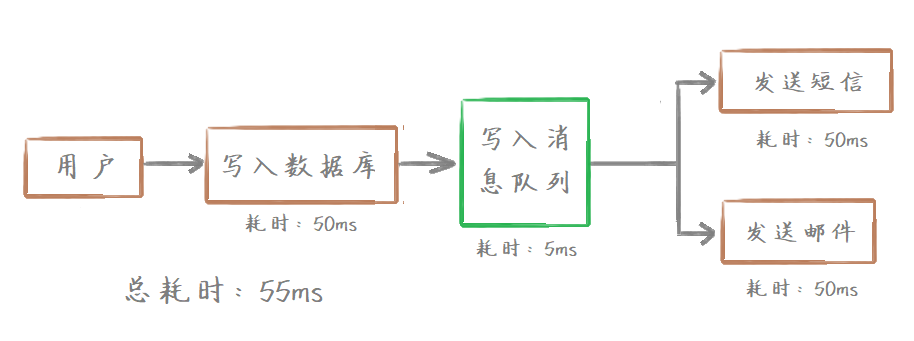 用户
写入数据库
耗时：50ms
写入消
息队列
耗时：5ms
发送短信
耗时：50ms
发送邮件
耗时：50ms
总耗时：55ms